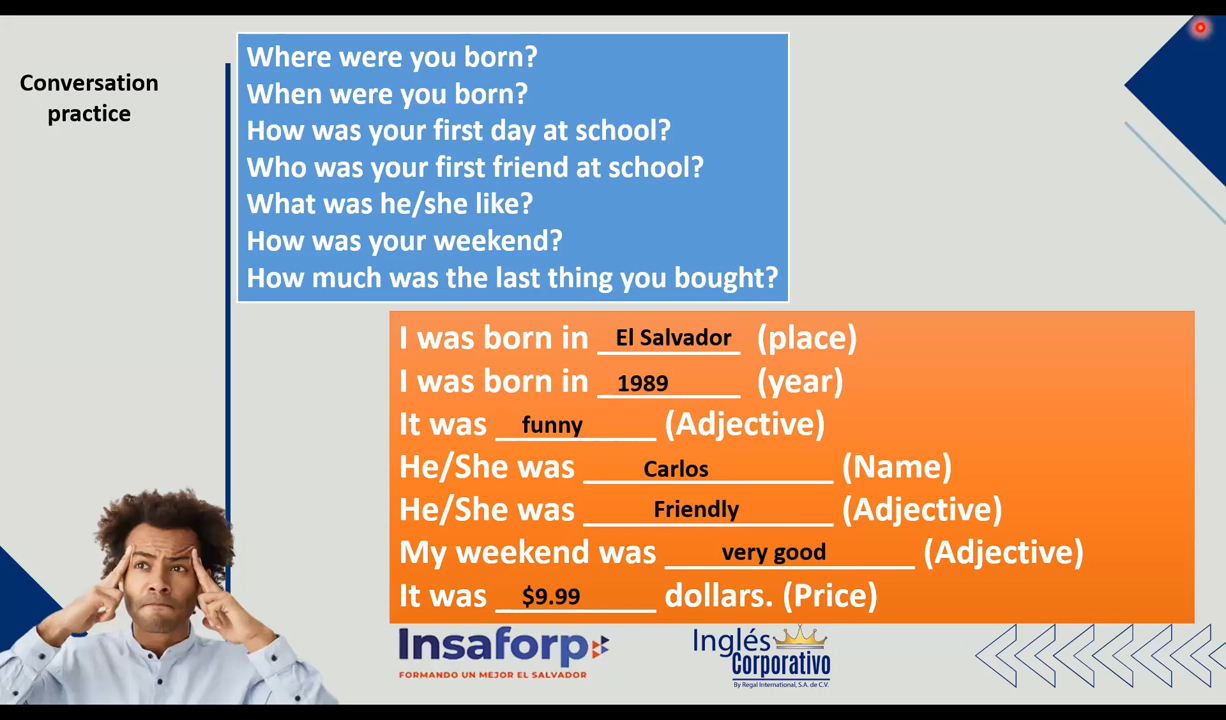 Conversation
practice
Where were you born?
When were you born?
How was your first day at school?
Who was your first friend at school?
What was he/she like?
How was your weekend?
How much was the last thing you bought?
I was born in El Salvador (place)
I was born in 1989 (year)
It was funny (Adjective)
He/She was Carlos (Name)
He/She was Friendly (Adjective)
My weekend was very good (Adjective)
It was $9.99 dollars. (Price)
Insaforp
FORMANDO UN MEJOR EL SALVADOR
Inglés
Corporativo
By Regal International, S.A. de C.V.